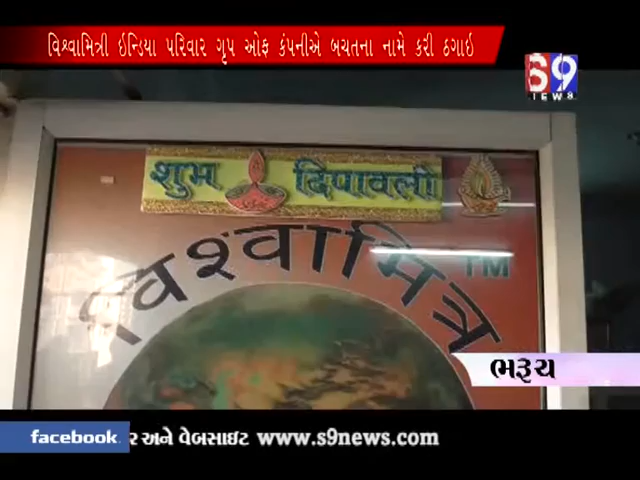 વિશ્વામિત્રી ઇન્ડિયા પરિવાર ગૃપ ઓફ કંપનીએ બચતના નામે કરી ઠગાઇ
S9
NEWS
शुभ दिपावली
विश्वामित्र TM
ભરૂચ
facebook. ર અને વેબસાઇટ www.s9news.com